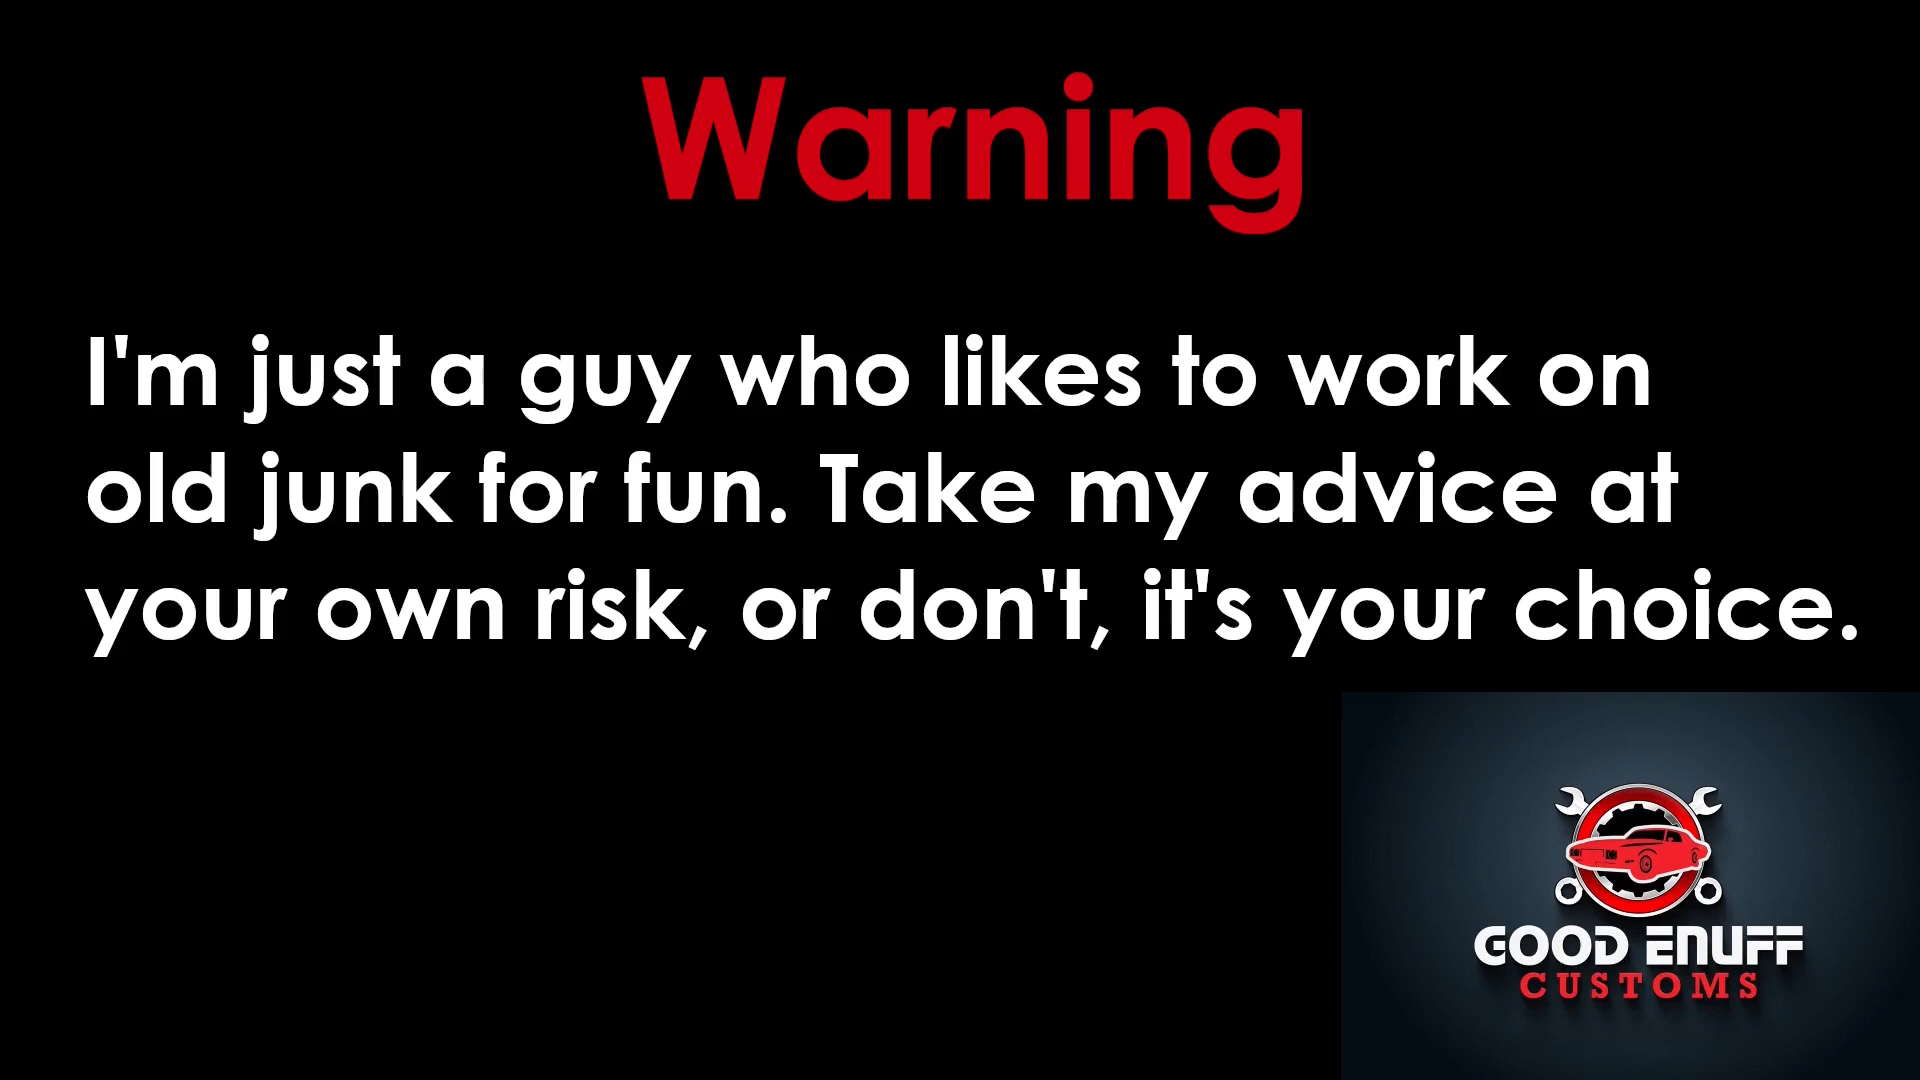 Warning
I'm just a guy who likes to work on
old junk for fun. Take my advice at
your own risk, or don't, it's your choice.
GOOD ENUFF
CUSTOMS